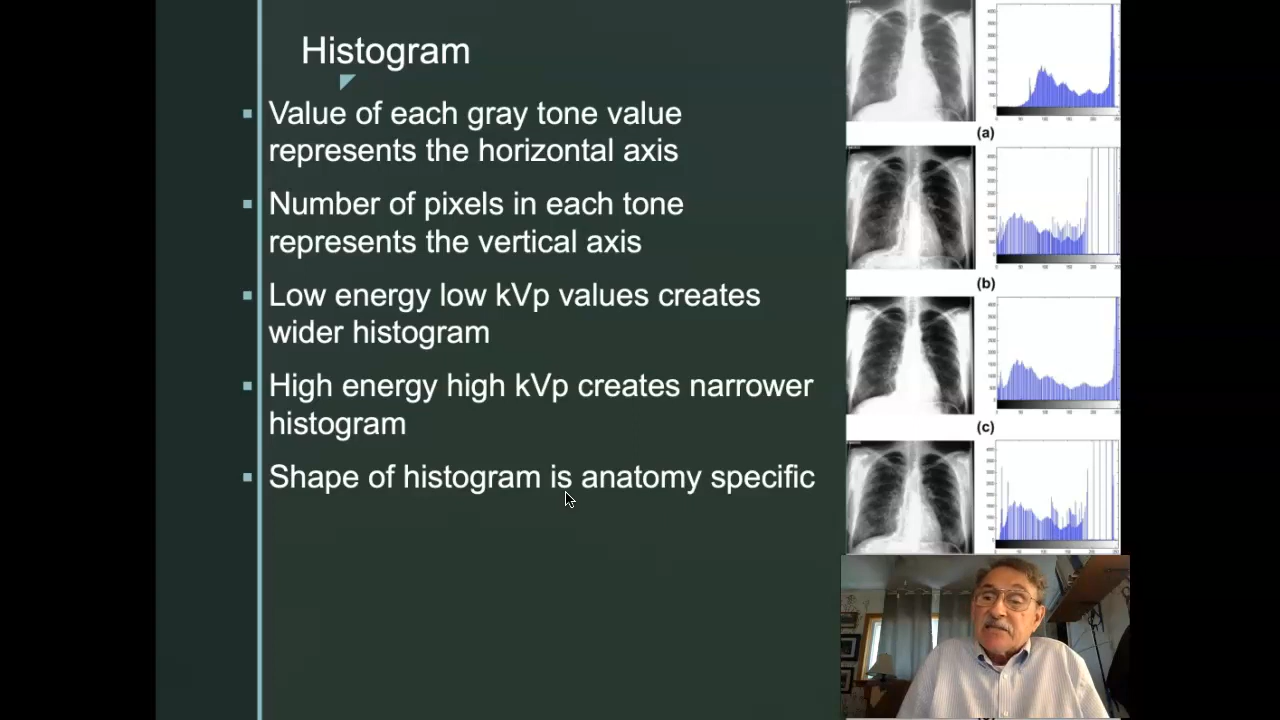 Histogram
▪ Value of each gray tone value
represents the horizontal axis
▪ Number of pixels in each tone
represents the vertical axis
▪ Low energy low kVp values creates
wider histogram
▪ High energy high kVp creates narrower
histogram
▪ Shape of histogram is anatomy specific
(a)
(b)
(c)